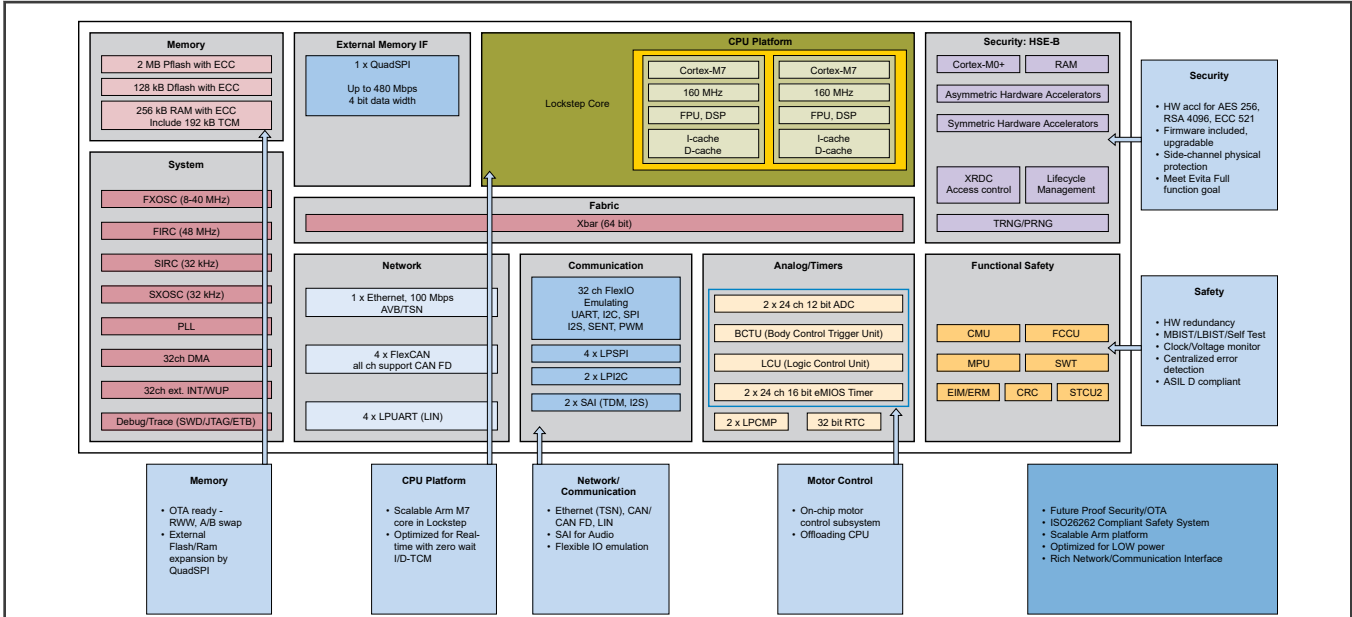 Memory
2 MB Pflash with ECC
128 kB Dflash with ECC
256 kB RAM with ECC
Include 192 kB TCM
External Memory IF
1 x QuadSPI
Up to 480 Mbps
4 bit data width
CPU Platform
Lockstep Core
Cortex-M7
160 MHz
FPU, DSP
I-cache
D-cache
Cortex-M7
160 MHz
FPU, DSP
I-cache
D-cache
Security: HSE-B
Cortex-M0+
RAM
Asymmetric Hardware Accelerators
Symmetric Hardware Accelerators
XRDC
Access control
Lifecycle
Management
TRNG/PRNG
Security
• HW accl for AES 256,
RSA 4096, ECC 521
• Firmware included,
upgradable
• Side-channel physical
protection
• Meet Evita Full
function goal
System
FXOSC (8-40 MHz)
FIRC (48 MHz)
SIRC (32 kHz)
SXOSC (32 kHz)
PLL
32ch DMA
32ch ext. INT/WUP
Debug/Trace (SWD/JTAG/ETB)
Fabric
Xbar (64 bit)
Network
1 x Ethernet, 100 Mbps
AVB/TSN
4 x FlexCAN
all ch support CAN FD
4 x LPUART (LIN)
Communication
32 ch FlexIO
Emulating
UART, I2C, SPI
I2S, SENT, PWM
4 x LPSPI
2 x LPI2C
2 x SAI (TDM, I2S)
Analog/Timers
2 x 24 ch 12 bit ADC
BCTU (Body Control Trigger Unit)
LCU (Logic Control Unit)
2 x 24 ch 16 bit eMIOS Timer
2 x LPCMP
32 bit RTC
Functional Safety
CMU
FCCU
MPU
SWT
EIM/ERM
CRC
STCU2
Safety
• HW redundancy
• MBIST/LBIST/Self Test
• Clock/Voltage monitor
• Centralized error
detection
• ASIL D compliant
Memory
• OTA ready -
RWW, A/B swap
• External
Flash/Ram
expansion by
QuadSPI
CPU Platform
• Scalable Arm M7
core in Lockstep
• Optimized for Real-
time with zero wait
I/D-TCM
Network/
Communication
• Ethernet (TSN), CAN/
CAN FD, LIN
• SAI for Audio
• Flexible IO emulation
Motor Control
• On-chip motor
control subsystem
• Offloading CPU
• Future Proof Security/OTA
• ISO26262 Compliant Safety System
• Scalable Arm platform
• Optimized for LOW power
• Rich Network/Communication Interface